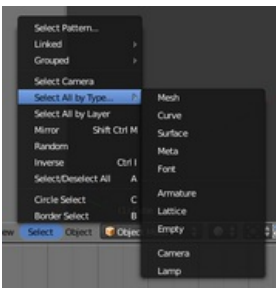 Select Pattern...
Linked
Grouped
Select Camera
Select All by Type...
Select All by Layer
Mirror Shift Ctrl M
Random
Inverse Ctrl I
Select/Deselect All A
Circle Select C
Border Select B
Select Object Object
Mesh
Curve
Surface
Meta
Font
Armature
Lattice
Empty
Camera
Lamp